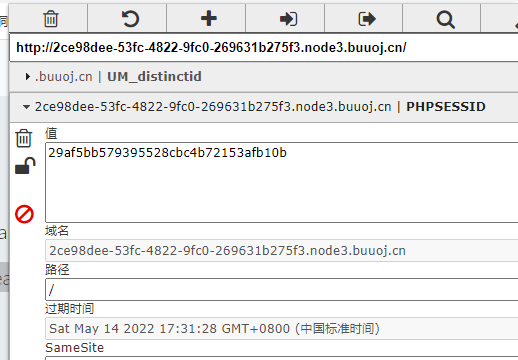 http://2ce98dee-53fc-4822-9fc0-269631b275f3.node3.buuoj.cn/
.buuoj.cn | UM_distinctid
2ce98dee-53fc-4822-9fc0-269631b275f3.node3.buuoj.cn | PHPSESSID
值
29af5bb579395528cbc4b72153afb10b
域名
2ce98dee-53fc-4822-9fc0-269631b275f3.node3.buuoj.cn
路径
/
过期时间
Sat May 14 2022 17:31:28 GMT+0800 (中国标准时间)
SameSite